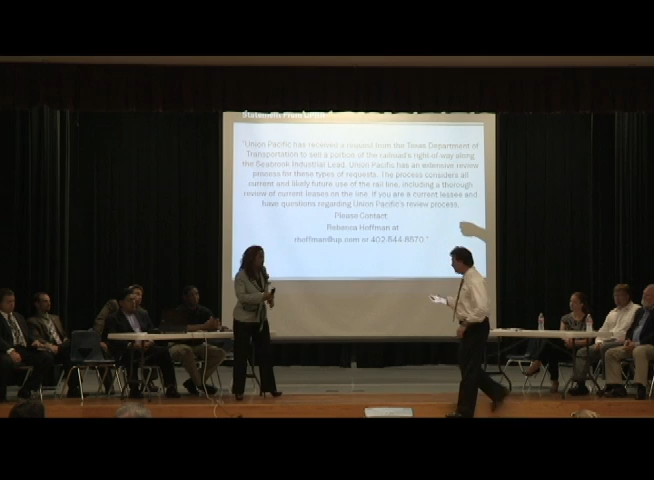 Statement From UPRR
"Union Pacific has received a request from the Texas Department of
Transportation to sell a portion of the railroad's right-of-way along
the Seabrook Industrial Lead. Union Pacific has an extensive review
process for these types of requests. The process considers all
current and likely future use of the rail line, including a thorough
review of current leases on the line. If you are a current lessee and
have questions regarding Union Pacific's review process,
Please Contact
Rebecca Hoffman at
rhoffman@up.com or 402-544-8670."